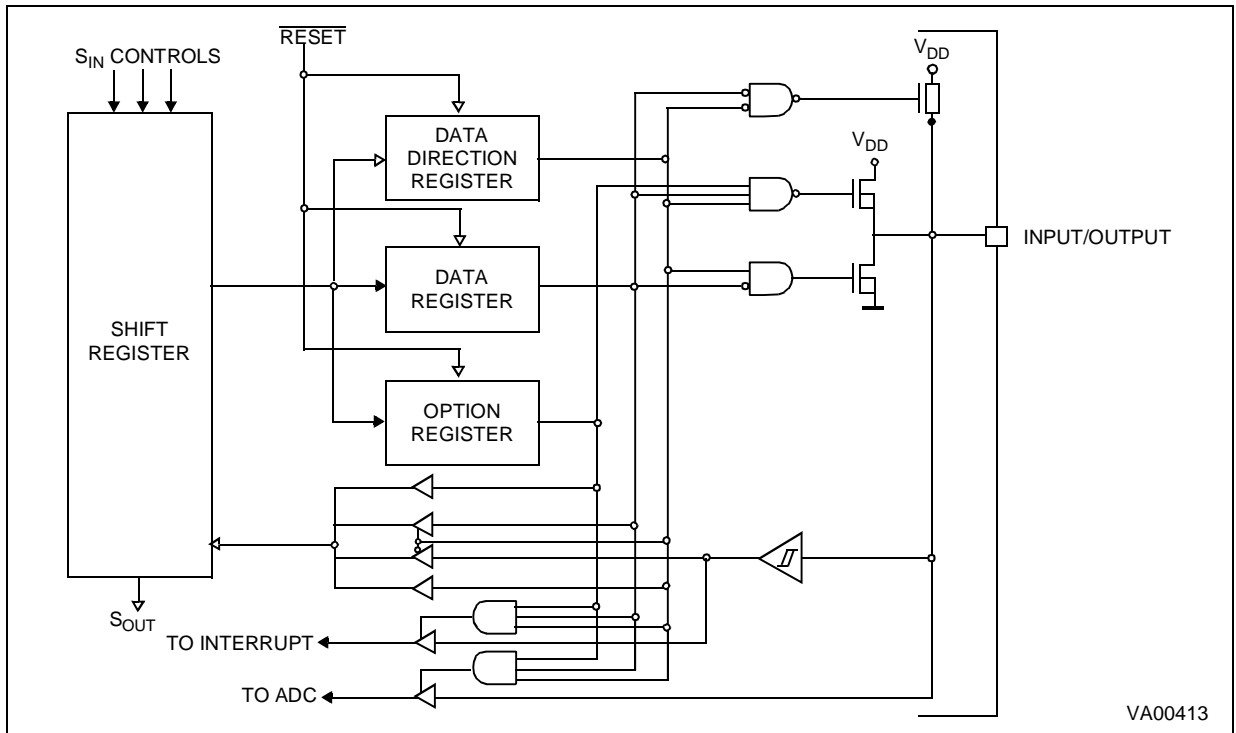 RESET
S_IN CONTROLS
V_DD
DATA
DIRECTION
REGISTER
V_DD
INPUT/OUTPUT
DATA
REGISTER
SHIFT
REGISTER
OPTION
REGISTER
S_OUT
TO INTERRUPT
TO ADC
VA00413